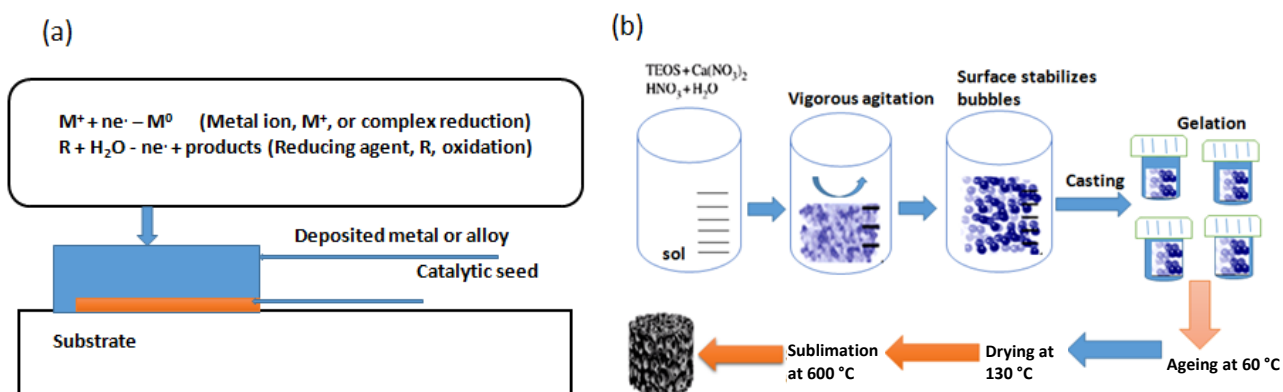 (a)
M⁺ + ne· – M⁰ (Metal ion, M⁺, or complex reduction)
R + H₂O - ne· + products (Reducing agent, R, oxidation)
Deposited metal or alloy
Catalytic seed
Substrate
(b)
TEOS + Ca(NO₃)₂
HNO₃ + H₂O
sol
Vigorous agitation
Surface stabilizes
bubbles
Casting
Gelation
Ageing at 60 °C
Drying at
130 °C
Sublimation
at 600 °C